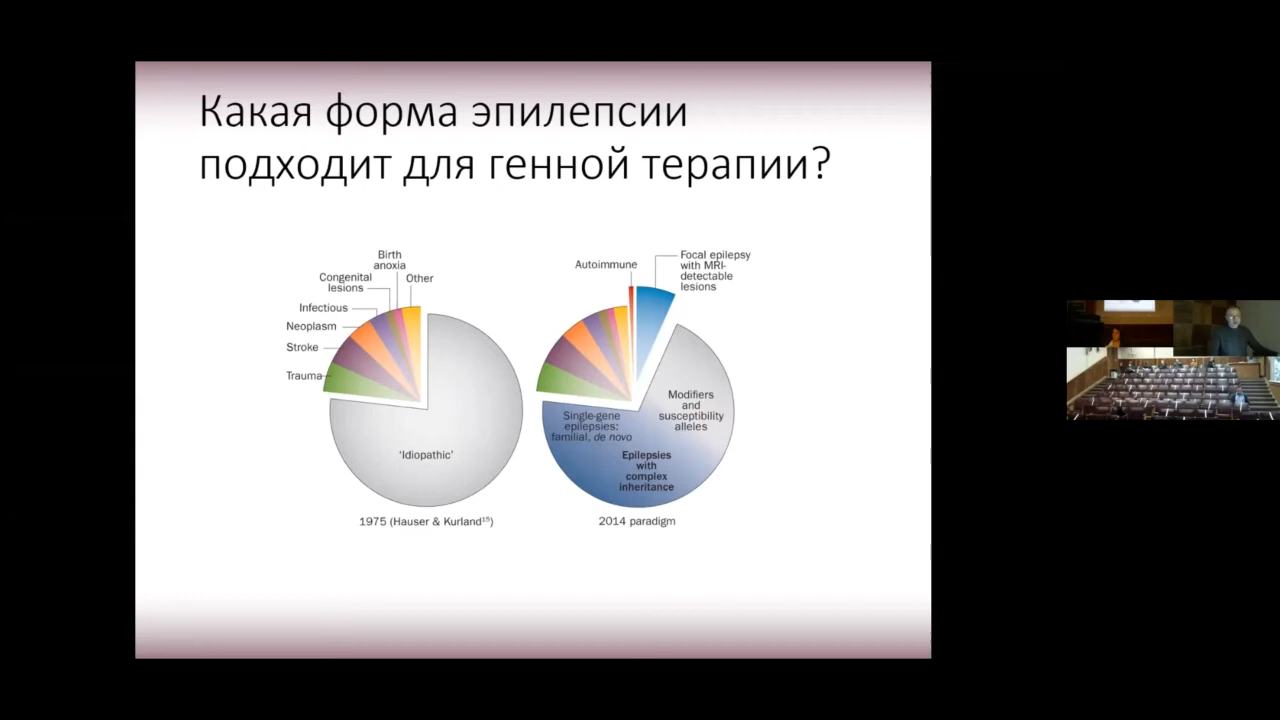 Какая форма эпилепсии
подходит для генной терапии?
Birth
anoxia
Congenital
lesions
Other
Infectious
Neoplasm
Stroke
Trauma
'Idiopathic'
1975 (Hauser & Kurland¹⁵)
Autoimmune
Focal epilepsy
with MRI-
detectable
lesions
Modifiers
and
susceptibility
alleles
Single-gene
epilepsies:
familial, de novo
Epilepsies
with
complex
inheritance
2014 paradigm